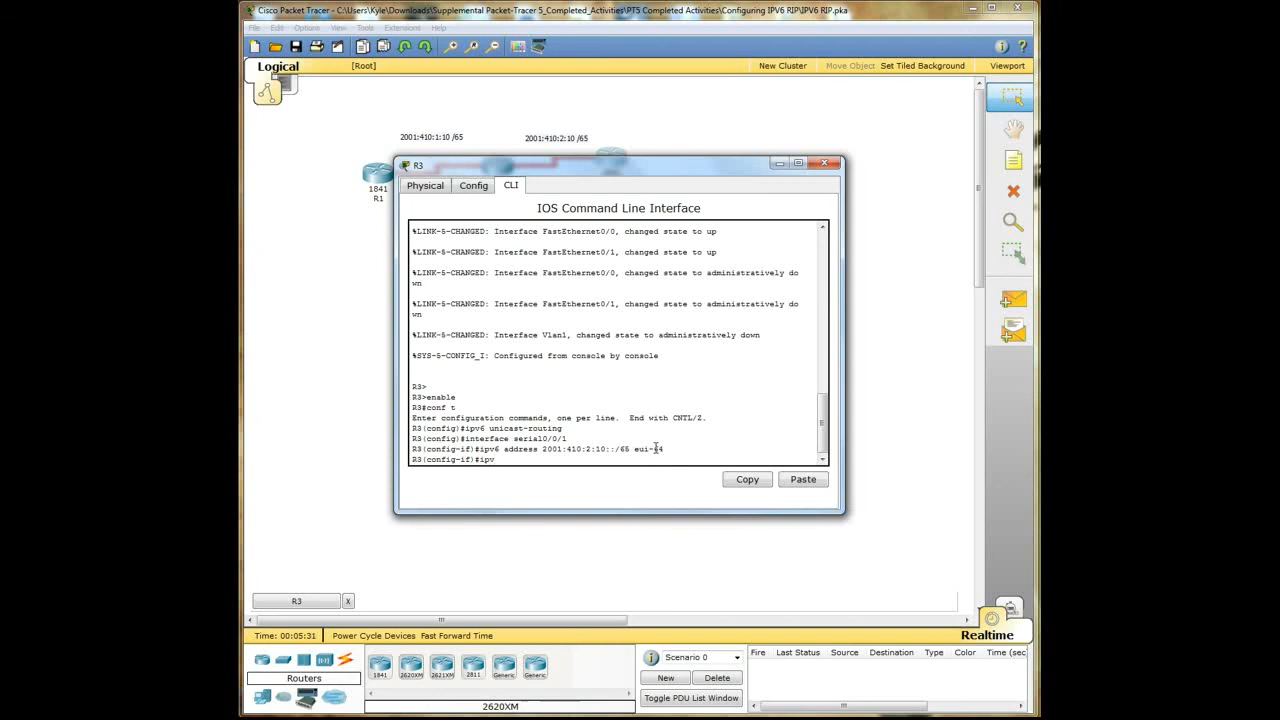 Cisco Packet Tracer - C:\Users\Kyle\Downloads\Supplemental Packet-Tracer 5_Completed_Activities\PT5 Completed Activities\Configuring IPV6 RIP\IPV6 RIP.pka
File Edit Options View Tools Extensions Help
Logical [Root] New Cluster Move Object Set Tiled Background Viewport
2001:410:1:10 /65 2001:410:2:10 /65
1841
R1
R3
Physical Config CLI
IOS Command Line Interface
%LINK-5-CHANGED: Interface FastEthernet0/0, changed state to up
%LINK-5-CHANGED: Interface FastEthernet0/1, changed state to up
%LINK-5-CHANGED: Interface FastEthernet0/0, changed state to administratively do
wn
%LINK-5-CHANGED: Interface FastEthernet0/1, changed state to administratively do
wn
%LINK-5-CHANGED: Interface Vlan1, changed state to administratively down
%SYS-5-CONFIG_I: Configured from console by console
R3>
R3>enable
R3#conf t
Enter configuration commands, one per line. End with CNTL/Z.
R3(config)#ipv6 unicast-routing
R3(config)#interface serial0/0/1
R3(config-if)#ipv6 address 2001:410:2:10::/65 eui-64
R3(config-if)#ipv
Copy Paste
R3 X
Time: 00:05:31 Power Cycle Devices Fast Forward Time Realtime
Routers
1841 2620XM 2621XM 2811 Generic Generic
2620XM
Scenario 0
New Delete
Toggle PDU List Window
Fire Last Status Source Destination Type Color Time (sec